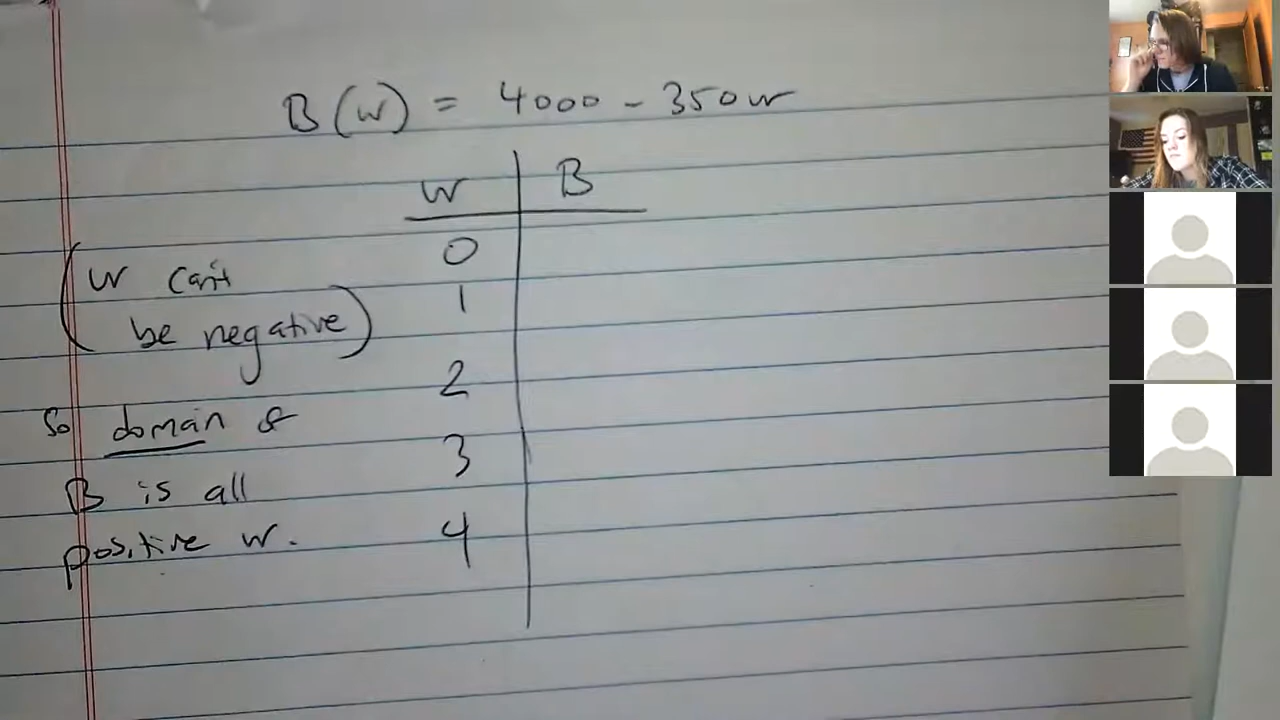 B(w) = 4000 - 350w
w B
0
(w can't
1
be negative)
2
So domain of
3
B is all
4
positive w.